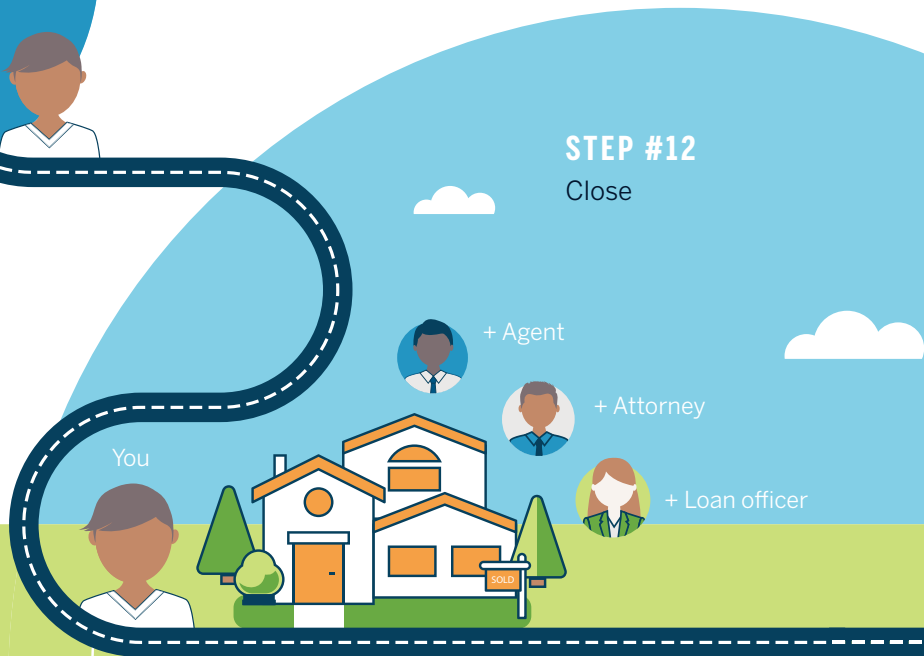 STEP #12
Close
+ Agent
+ Attorney
You
+ Loan officer
SOLD